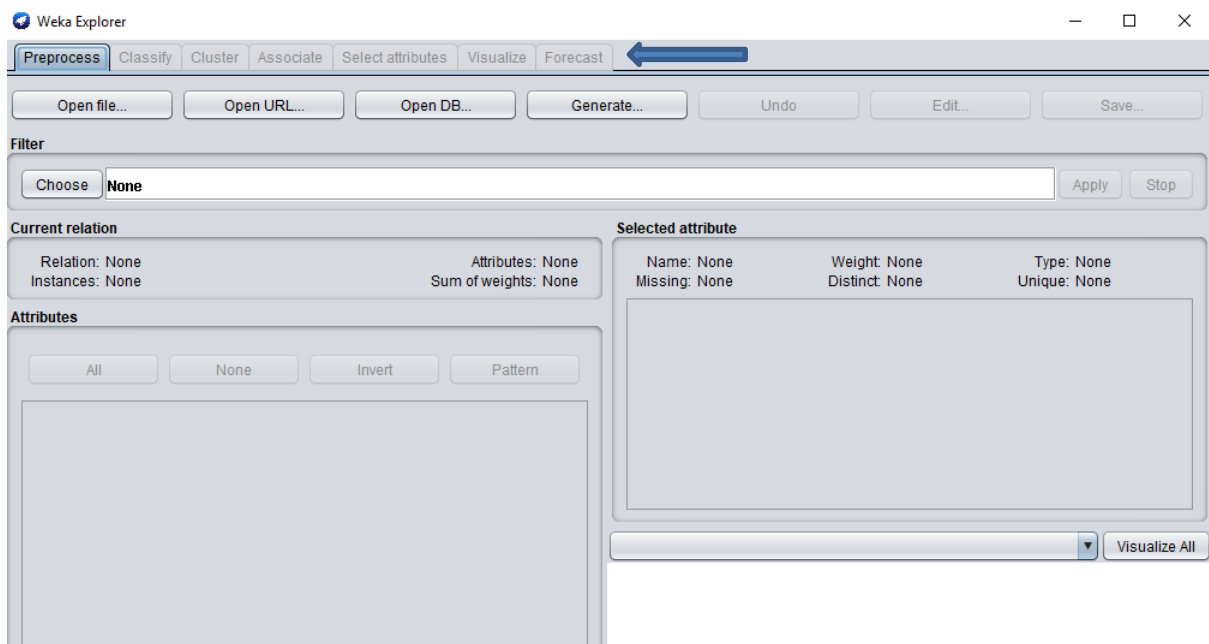 Weka Explorer
Preprocess Classify Cluster Associate Select attributes Visualize Forecast
Open file... Open URL... Open DB... Generate... Undo Edit... Save...
Filter
Choose None Apply Stop
Current relation
Relation: None Attributes: None
Instances: None Sum of weights: None
Selected attribute
Name: None Weight: None Type: None
Missing: None Distinct: None Unique: None
Attributes
All None Invert Pattern
Visualize All